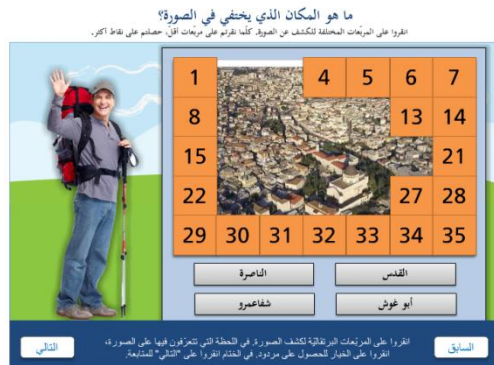 ما هو المكان الذي يختفي في الصورة؟
انقروا على المربّعات المختلفة للكشف عن الصورة. كلّما نقرتم على مربّعات أقلّ، حصلتم على نقاط أكثر.
1 4 5 6 7
8 13 14
15 21
22 27 28
29 30 31 32 33 34 35
القدس الناصرة
أبو غوش شفاعمرو
انقروا على المربّعات البرتقاليّة لكشف الصورة. في اللحظة التي تتعرّفون فيها على الصورة،
انقروا على الخيار للحصول على مردود. في الختام انقروا على "التالي" للمتابعة.
السابق التالي